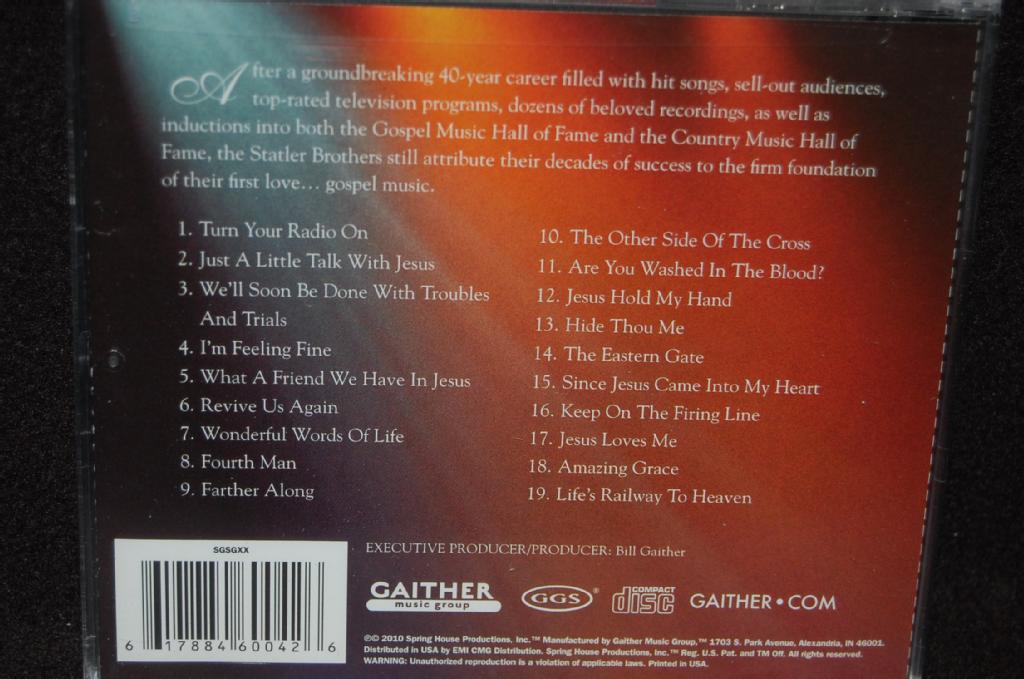 After a groundbreaking 40-year career filled with hit songs, sell-out audiences,
top-rated television programs, dozens of beloved recordings, as well as
inductions into both the Gospel Music Hall of Fame and the Country Music Hall of
Fame, the Statler Brothers still attribute their decades of success to the firm foundation
of their first love... gospel music.
1. Turn Your Radio On
2. Just A Little Talk With Jesus
3. We'll Soon Be Done With Troubles
And Trials
4. I'm Feeling Fine
5. What A Friend We Have In Jesus
6. Revive Us Again
7. Wonderful Words Of Life
8. Fourth Man
9. Farther Along
10. The Other Side Of The Cross
11. Are You Washed In The Blood?
12. Jesus Hold My Hand
13. Hide Thou Me
14. The Eastern Gate
15. Since Jesus Came Into My Heart
16. Keep On The Firing Line
17. Jesus Loves Me
18. Amazing Grace
19. Life's Railway To Heaven
SGSGXX
6 17884 60042 6
EXECUTIVE PRODUCER/PRODUCER: Bill Gaither
GAITHER
music group
GGS®
COMPACT
disc
GAITHER•COM
℗© 2010 Spring House Productions, Inc.™ Manufactured by Gaither Music Group,™ 1703 S. Park Avenue, Alexandria, IN 46001.
Distributed in USA by EMI CMG Distribution. Spring House Productions, Inc.™ Reg. U.S. Pat. and TM Off. All rights reserved.
WARNING: Unauthorized reproduction is a violation of applicable laws. Printed in USA.